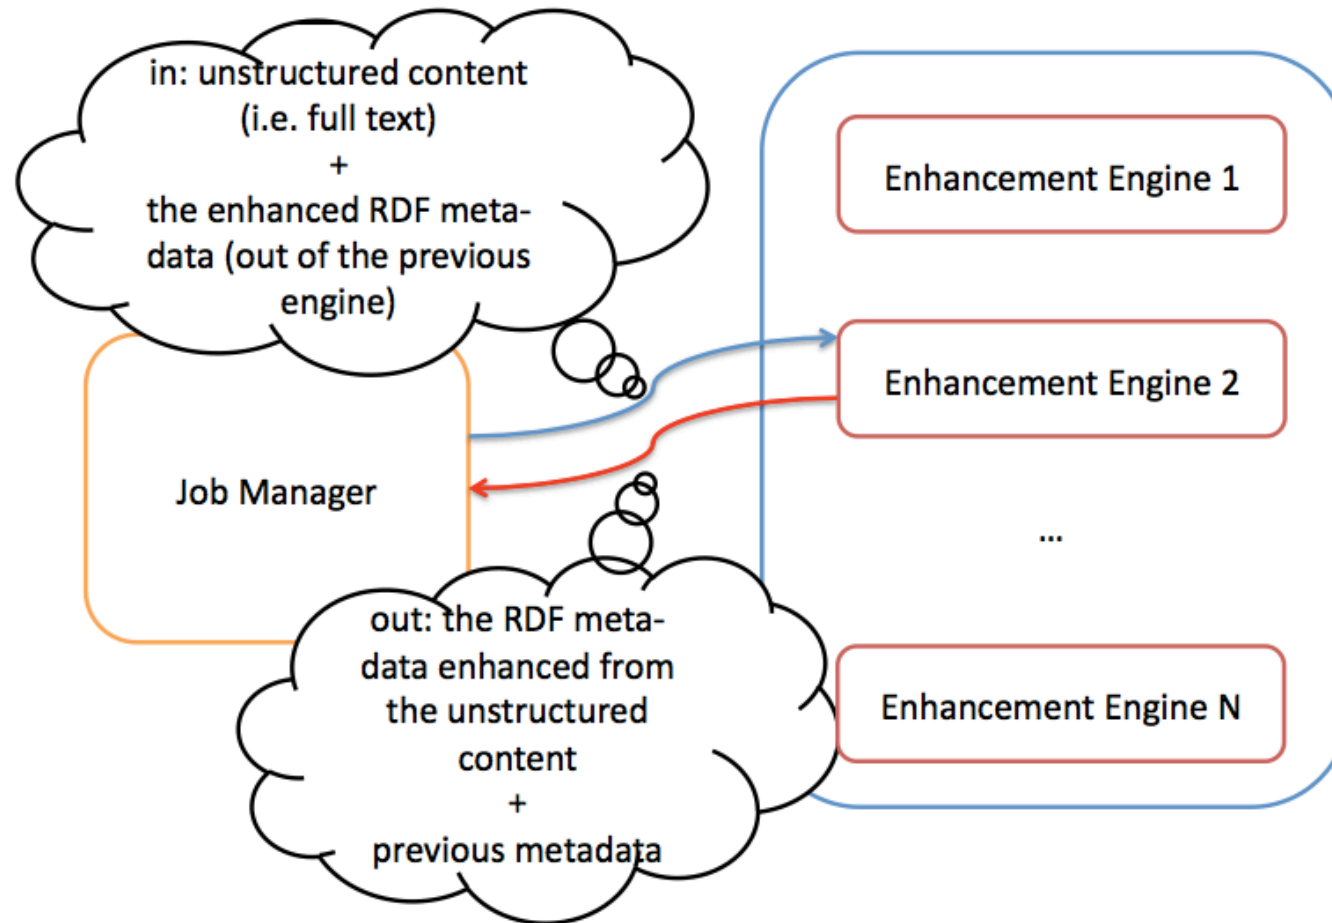 in: unstructured content
(i.e. full text)
+
the enhanced RDF meta-
data (out of the previous
engine)
Job Manager
out: the RDF meta-
data enhanced from
the unstructured
content
+
previous metadata
Enhancement Engine 1
Enhancement Engine 2
...
Enhancement Engine N